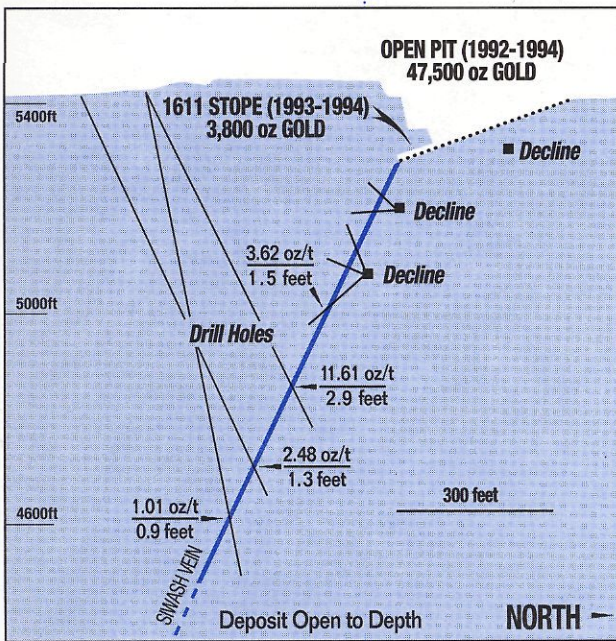 OPEN PIT (1992-1994)
47,500 oz GOLD
5400ft
1611 STOPE (1993-1994)
3,800 oz GOLD
Decline
Decline
3.62 oz/t
1.5 feet
Decline
5000ft
Drill Holes
11.61 oz/t
2.9 feet
2.48 oz/t
1.3 feet
300 feet
1.01 oz/t
0.9 feet
4600ft
SIWASH VEIN
Deposit Open to Depth
NORTH